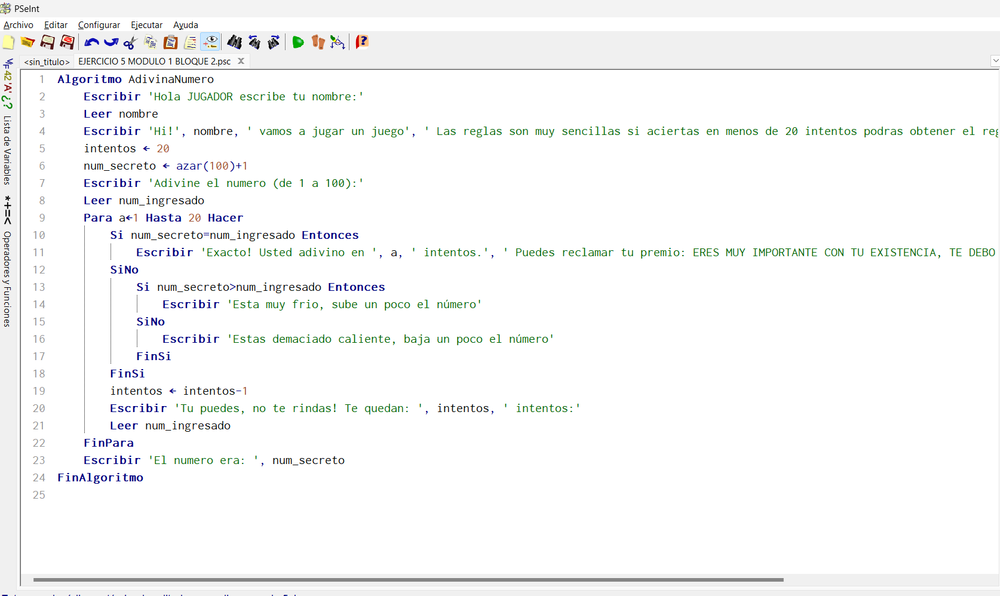 PSeInt
Archivo Editar Configurar Ejecutar Ayuda
<sin_titulo> EJERCICIO 5 MODULO 1 BLOQUE 2.psc
42 'A' ¿? Lista de Variables
*+=< Operadores y Funciones
1 Algoritmo AdivinaNumero
2 Escribir 'Hola JUGADOR escribe tu nombre:'
3 Leer nombre
4 Escribir 'Hi!', nombre, ' vamos a jugar un juego', ' Las reglas son muy sencillas si aciertas en menos de 20 intentos podras obtener el
5 intentos ← 20
6 num_secreto ← azar(100)+1
7 Escribir 'Adivine el numero (de 1 a 100):'
8 Leer num_ingresado
9 Para a←1 Hasta 20 Hacer
10 Si num_secreto=num_ingresado Entonces
11 Escribir 'Exacto! Usted adivino en ', a, ' intentos.', ' Puedes reclamar tu premio: ERES MUY IMPORTANTE CON TU EXISTENCIA, TE DEBO
12 SiNo
13 Si num_secreto>num_ingresado Entonces
14 Escribir 'Esta muy frio, sube un poco el número'
15 SiNo
16 Escribir 'Estas demaciado caliente, baja un poco el número'
17 FinSi
18 FinSi
19 intentos ← intentos-1
20 Escribir 'Tu puedes, no te rindas! Te quedan: ', intentos, ' intentos:'
21 Leer num_ingresado
22 FinPara
23 Escribir 'El numero era: ', num_secreto
24 FinAlgoritmo
25